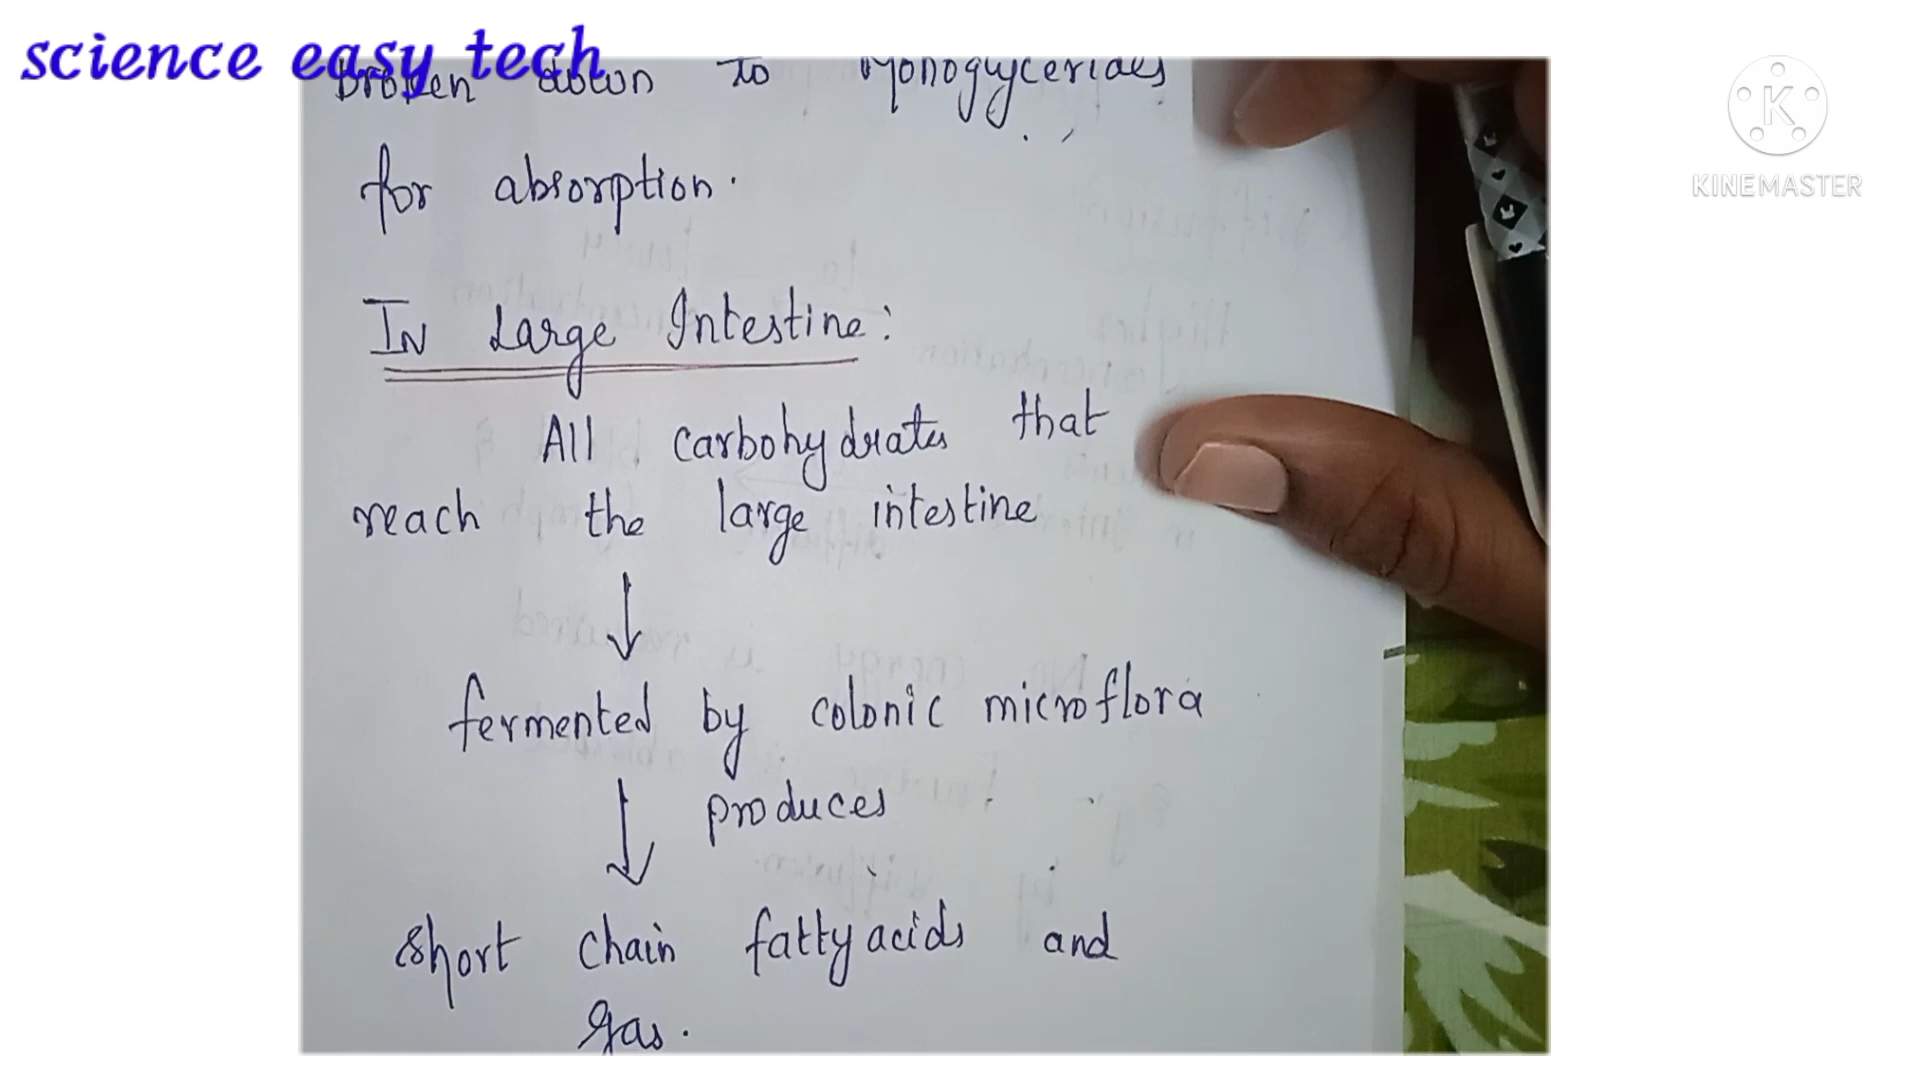 science easy tech
Broken down to Monoglycerides
for absorption.
KINEMASTER
In Large Intestine:
All carbohydrates that
reach the large intestine
fermented by colonic microflora
produces
short chain fatty acids and
gas.